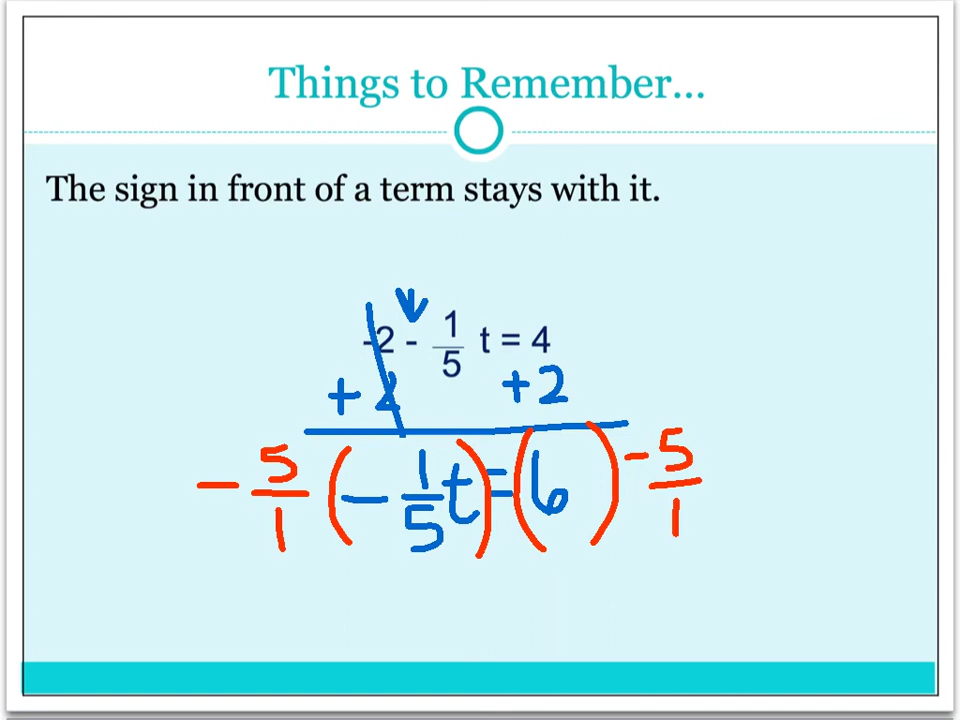 Things to Remember...
The sign in front of a term stays with it.
-2 - 1/5 t = 4
+2 +2
- 5/1 (- 1/5 t) = (6) - 5/1